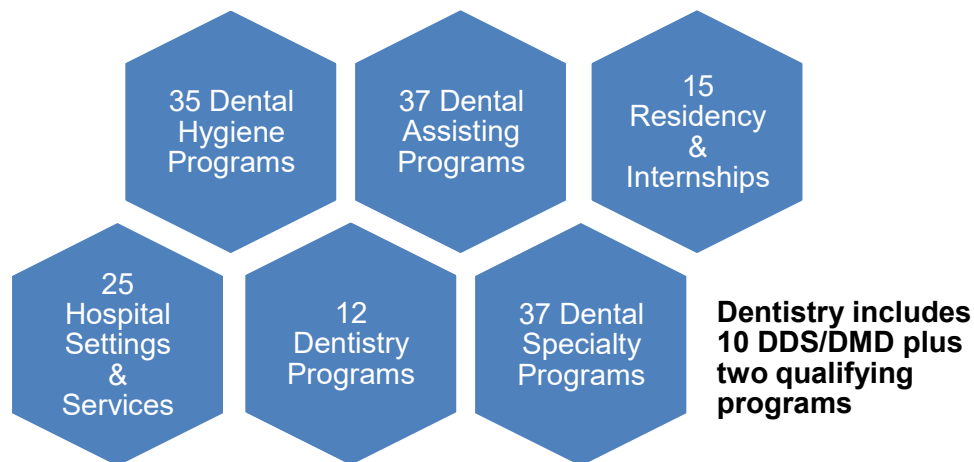 35 Dental
Hygiene
Programs
37 Dental
Assisting
Programs
15
Residency
&
Internships
25
Hospital
Settings
&
Services
12
Dentistry
Programs
37 Dental
Specialty
Programs
Dentistry includes
10 DDS/DMD plus
two qualifying
programs